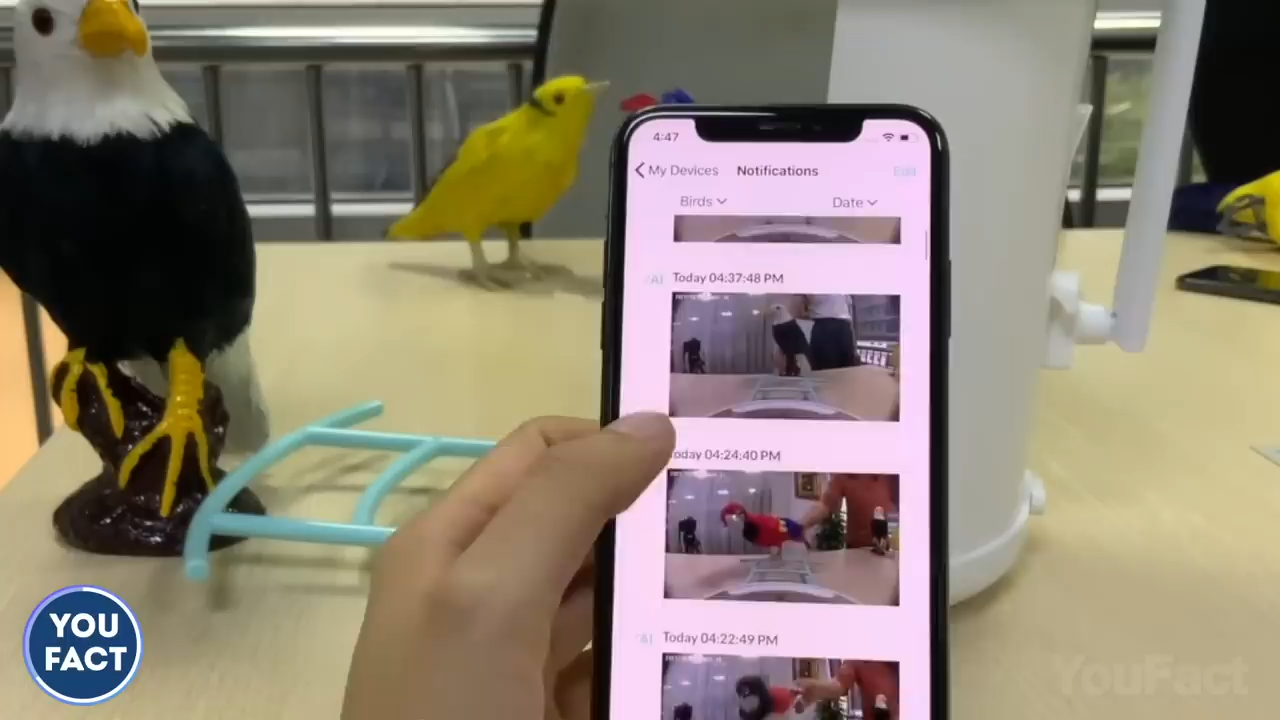 4:47
My Devices Notifications Edit
Birds Date
AI Today 04:37:48 PM
oday 04:24:40 PM
AI Today 04:22:49 PM
YOU
FACT
YouFact